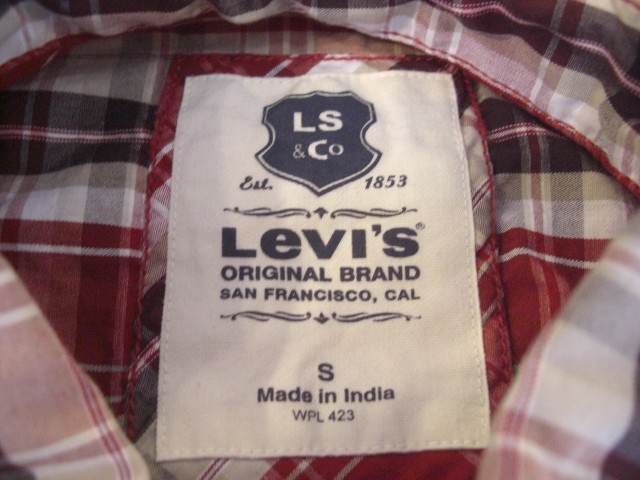 LS
&Co
Est. 1853
Levi's®
ORIGINAL BRAND
SAN FRANCISCO, CAL
S
Made in India
WPL 423